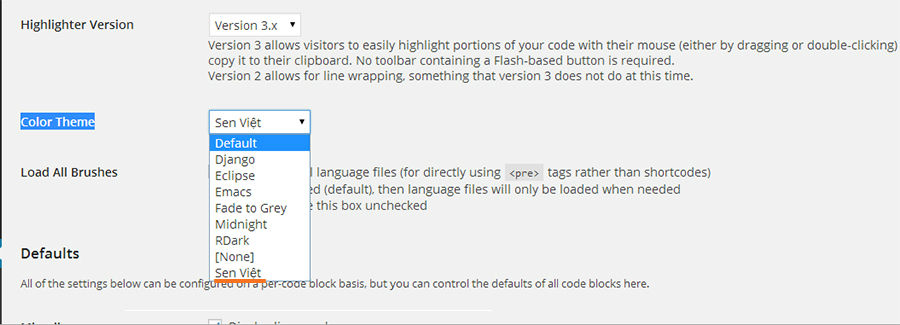 Highlighter Version
Version 3.x
Version 3 allows visitors to easily highlight portions of your code with their mouse (either by dragging or double-clicking)
copy it to their clipboard. No toolbar containing a Flash-based button is required.
Version 2 allows for line wrapping, something that version 3 does not do at this time.
Color Theme
Sen Việt
Default
Django
Eclipse
Emacs
Fade to Grey
Midnight
RDark
[None]
Sen Việt
Load All Brushes
l language files (for directly using <pre> tags rather than shortcodes)
ed (default), then language files will only be loaded when needed
e this box unchecked
Defaults
All of the settings below can be configured on a per-code block basis, but you can control the defaults of all code blocks here.